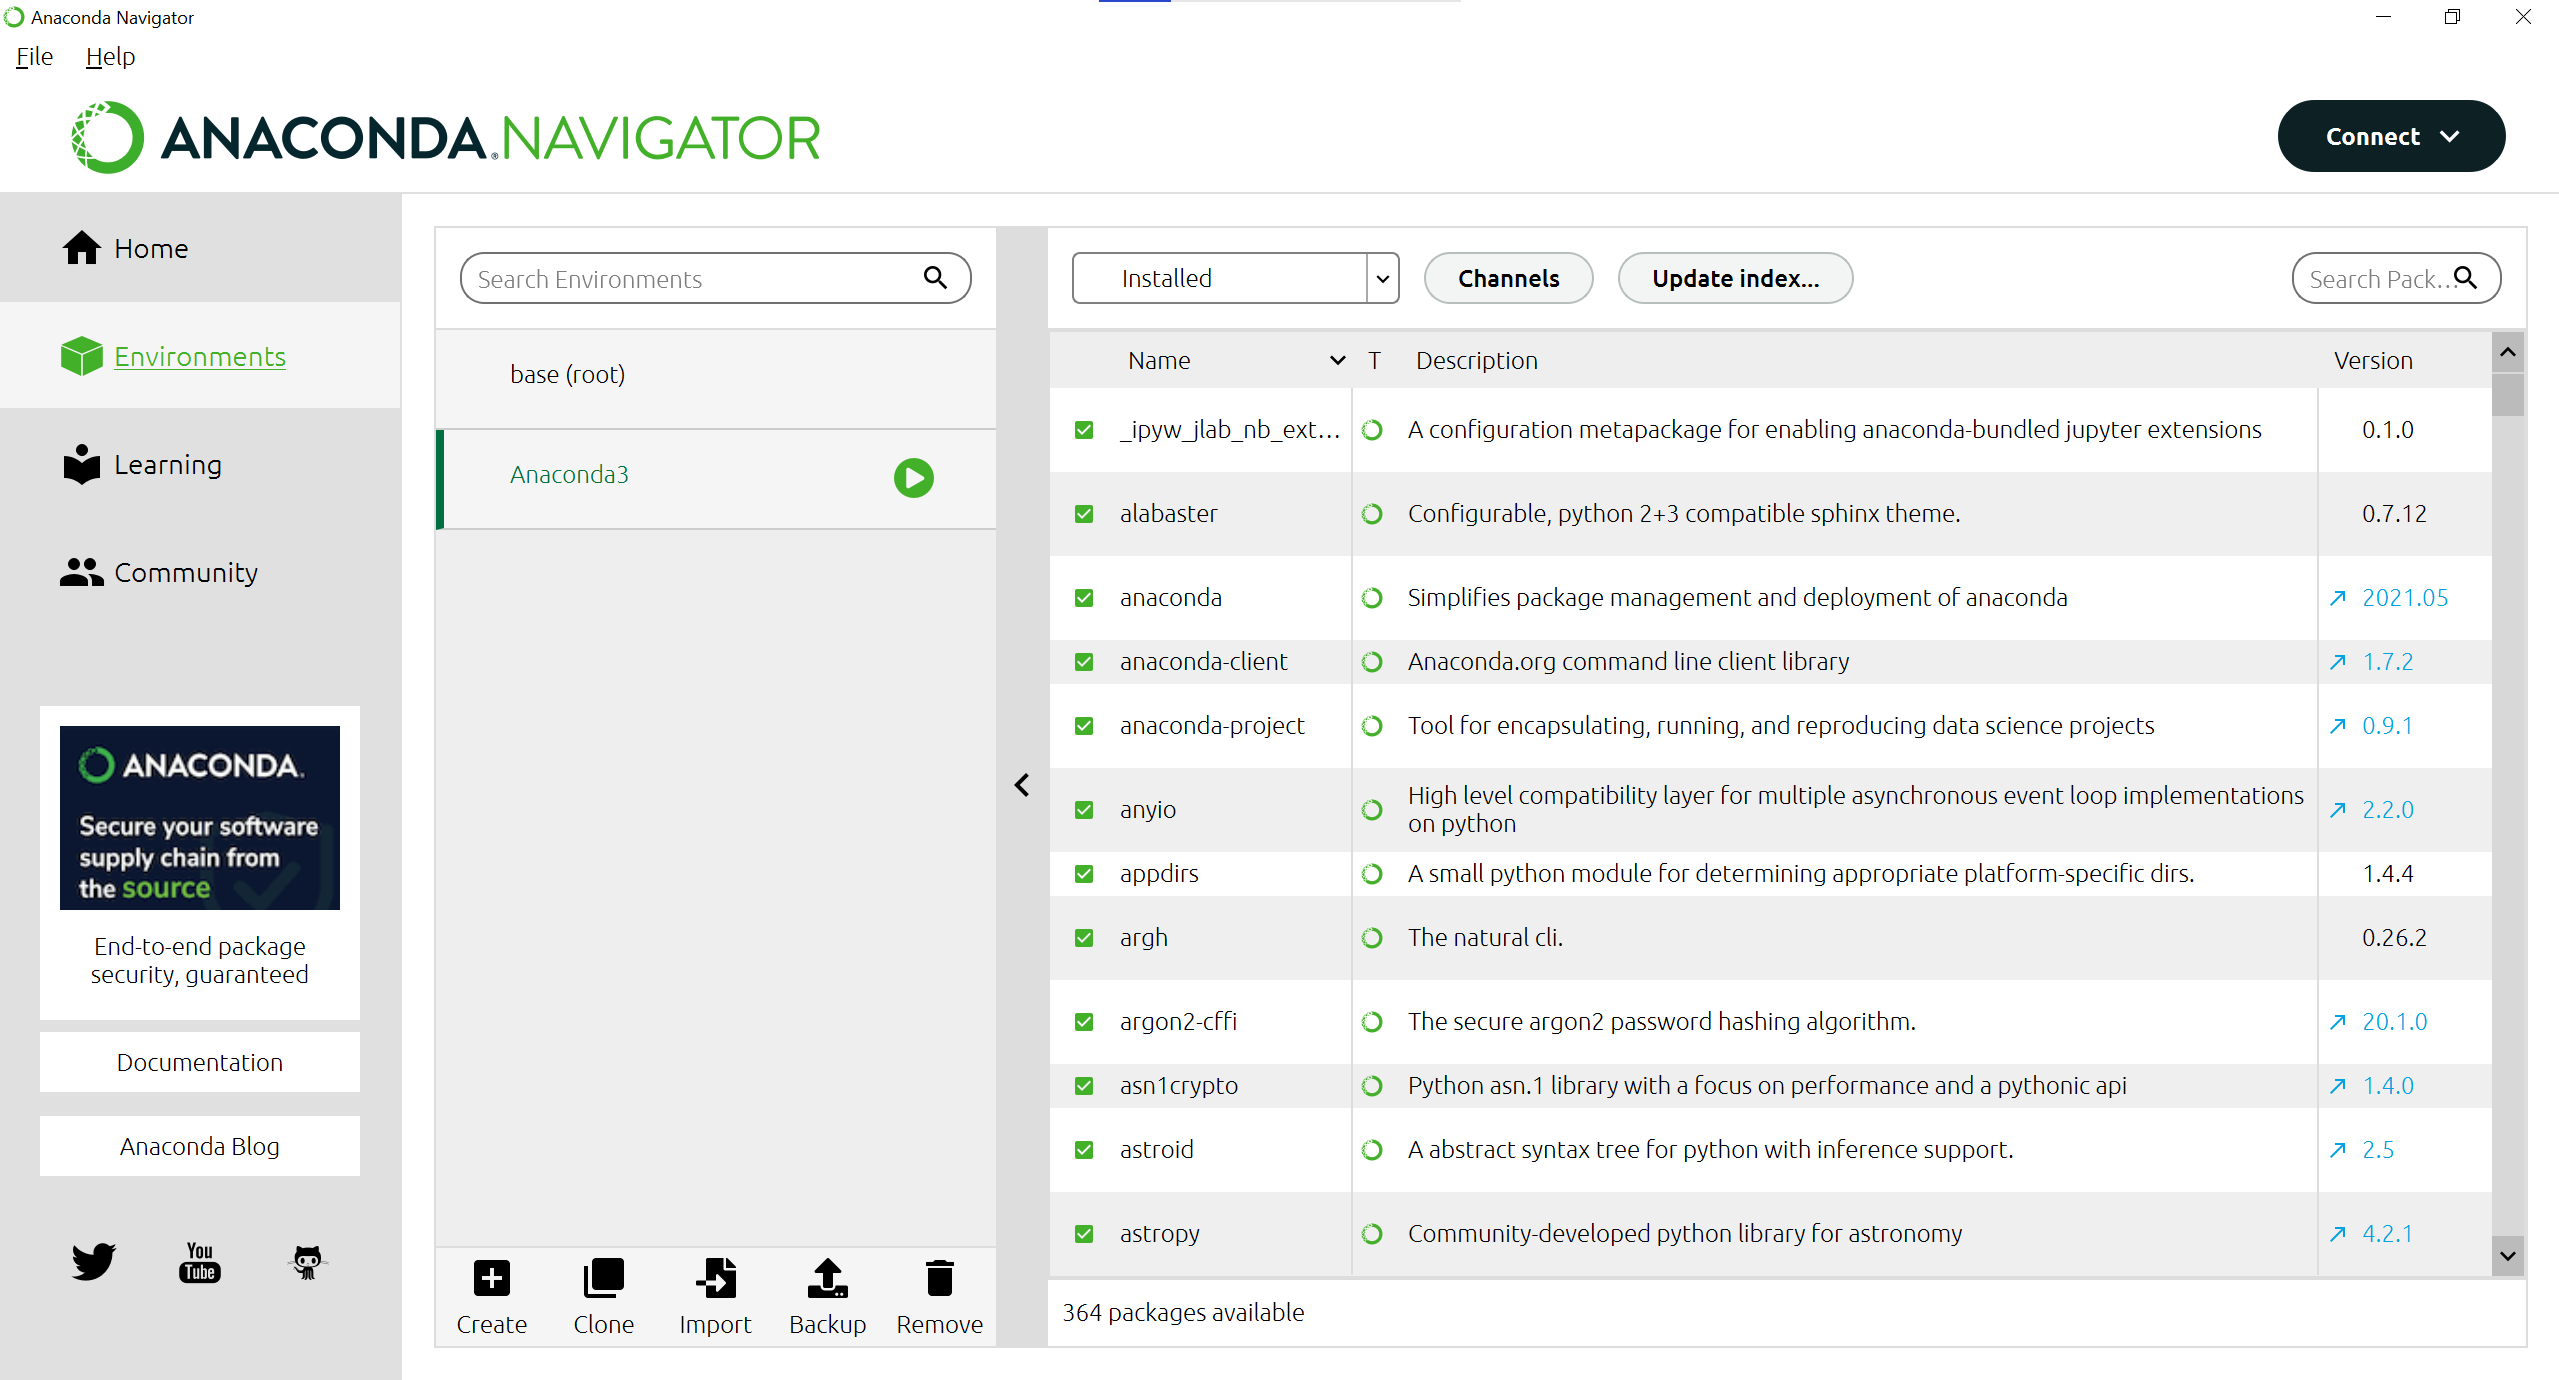 Anaconda Navigator
File Help
ANACONDA.NAVIGATOR
Connect
Home
Environments
Learning
Community
ANACONDA.
Secure your software
supply chain from
the source
End-to-end package
security, guaranteed
Documentation
Anaconda Blog
You
Tube
Search Environments
base (root)
Anaconda3
Create Clone Import Backup Remove
Installed Channels Update index... Search Pack...
Name T Description Version
_ipyw_jlab_nb_ext... A configuration metapackage for enabling anaconda-bundled jupyter extensions 0.1.0
alabaster Configurable, python 2+3 compatible sphinx theme. 0.7.12
anaconda Simplifies package management and deployment of anaconda 2021.05
anaconda-client Anaconda.org command line client library 1.7.2
anaconda-project Tool for encapsulating, running, and reproducing data science projects 0.9.1
anyio High level compatibility layer for multiple asynchronous event loop implementations
on python 2.2.0
appdirs A small python module for determining appropriate platform-specific dirs. 1.4.4
argh The natural cli. 0.26.2
argon2-cffi The secure argon2 password hashing algorithm. 20.1.0
asn1crypto Python asn.1 library with a focus on performance and a pythonic api 1.4.0
astroid A abstract syntax tree for python with inference support. 2.5
astropy Community-developed python library for astronomy 4.2.1
364 packages available